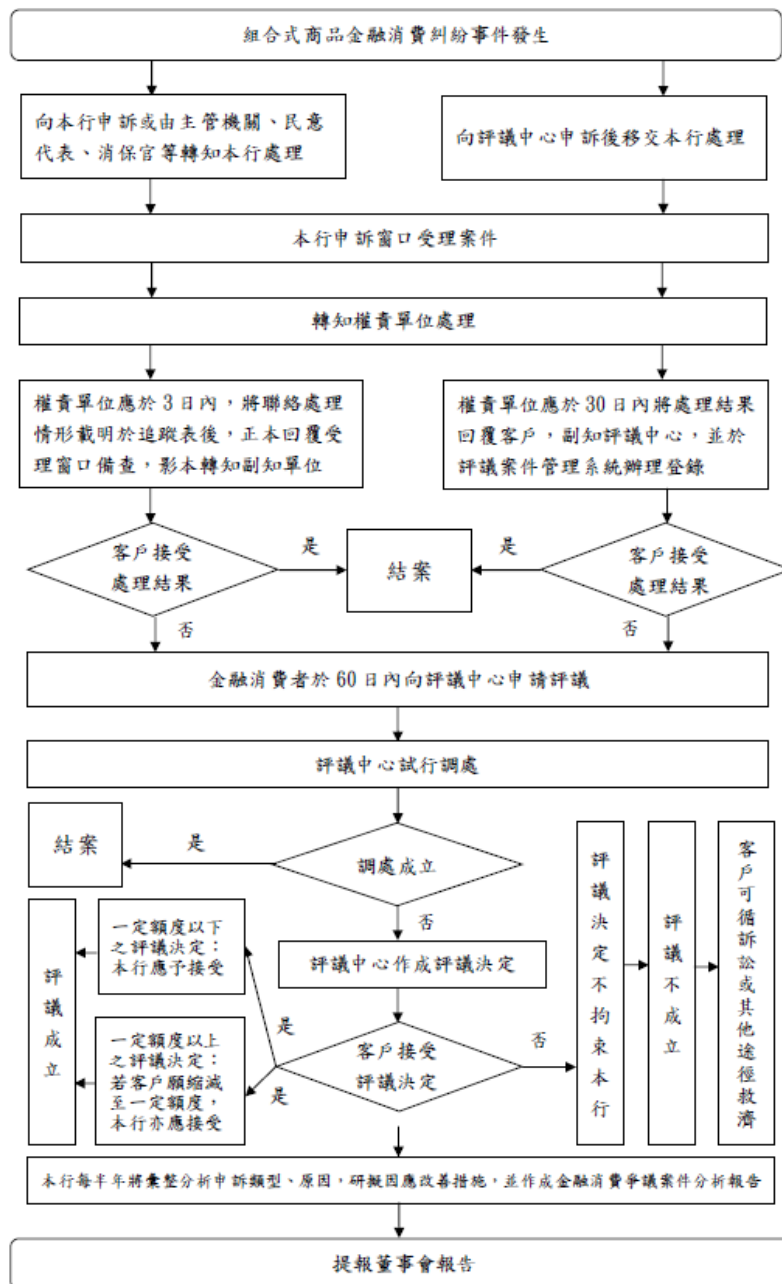 組合式商品金融消費糾紛事件發生
向本行申訴或由主管機關、民意
代表、消保官等轉知本行處理
向評議中心申訴後移交本行處理
本行申訴窗口受理案件
轉知權責單位處理
權責單位應於 3 日內，將聯絡處理
情形載明於追蹤表後，正本回覆受
理窗口備查，影本轉知副知單位
權責單位應於 30 日內將處理結果
回覆客戶，副知評議中心，並於
評議案件管理系統辦理登錄
客戶接受
處理結果
是
結案
是
客戶接受
處理結果
否
否
金融消費者於 60 日內向評議中心申請評議
評議中心試行調處
結案
是
調處成立
否
評議中心作成評議決定
一定額度以下
之評議決定：
本行應予接受
評議成立
一定額度以上
之評議決定：
若客戶願縮減
至一定額度，
本行亦應接受
是
是
客戶接受
評議決定
否
評議決定不拘束本行
評議不成立
客戶可循訴訟或其他途徑救濟
本行每半年將彙整分析申訴類型、原因，研擬因應改善措施，並作成金融消費爭議案件分析報告
提報董事會報告